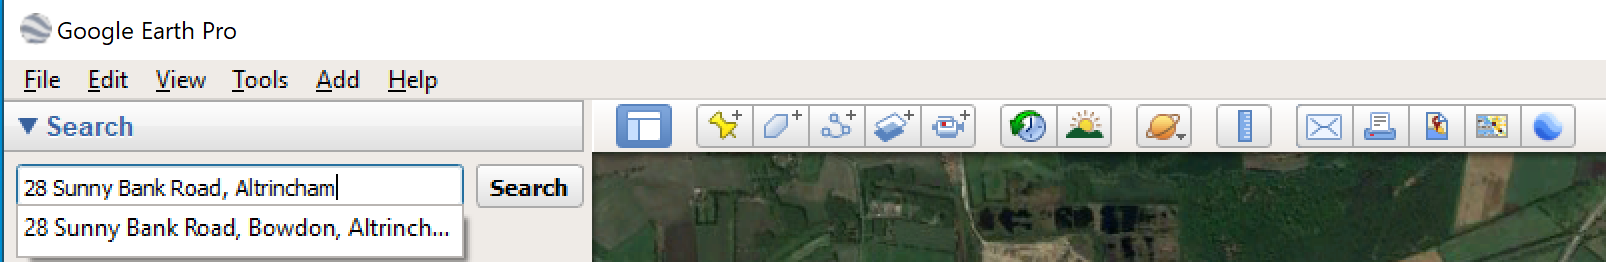 Google Earth Pro
File Edit View Tools Add Help
Search
28 Sunny Bank Road, Altrincham Search
28 Sunny Bank Road, Bowdon, Altrinch...